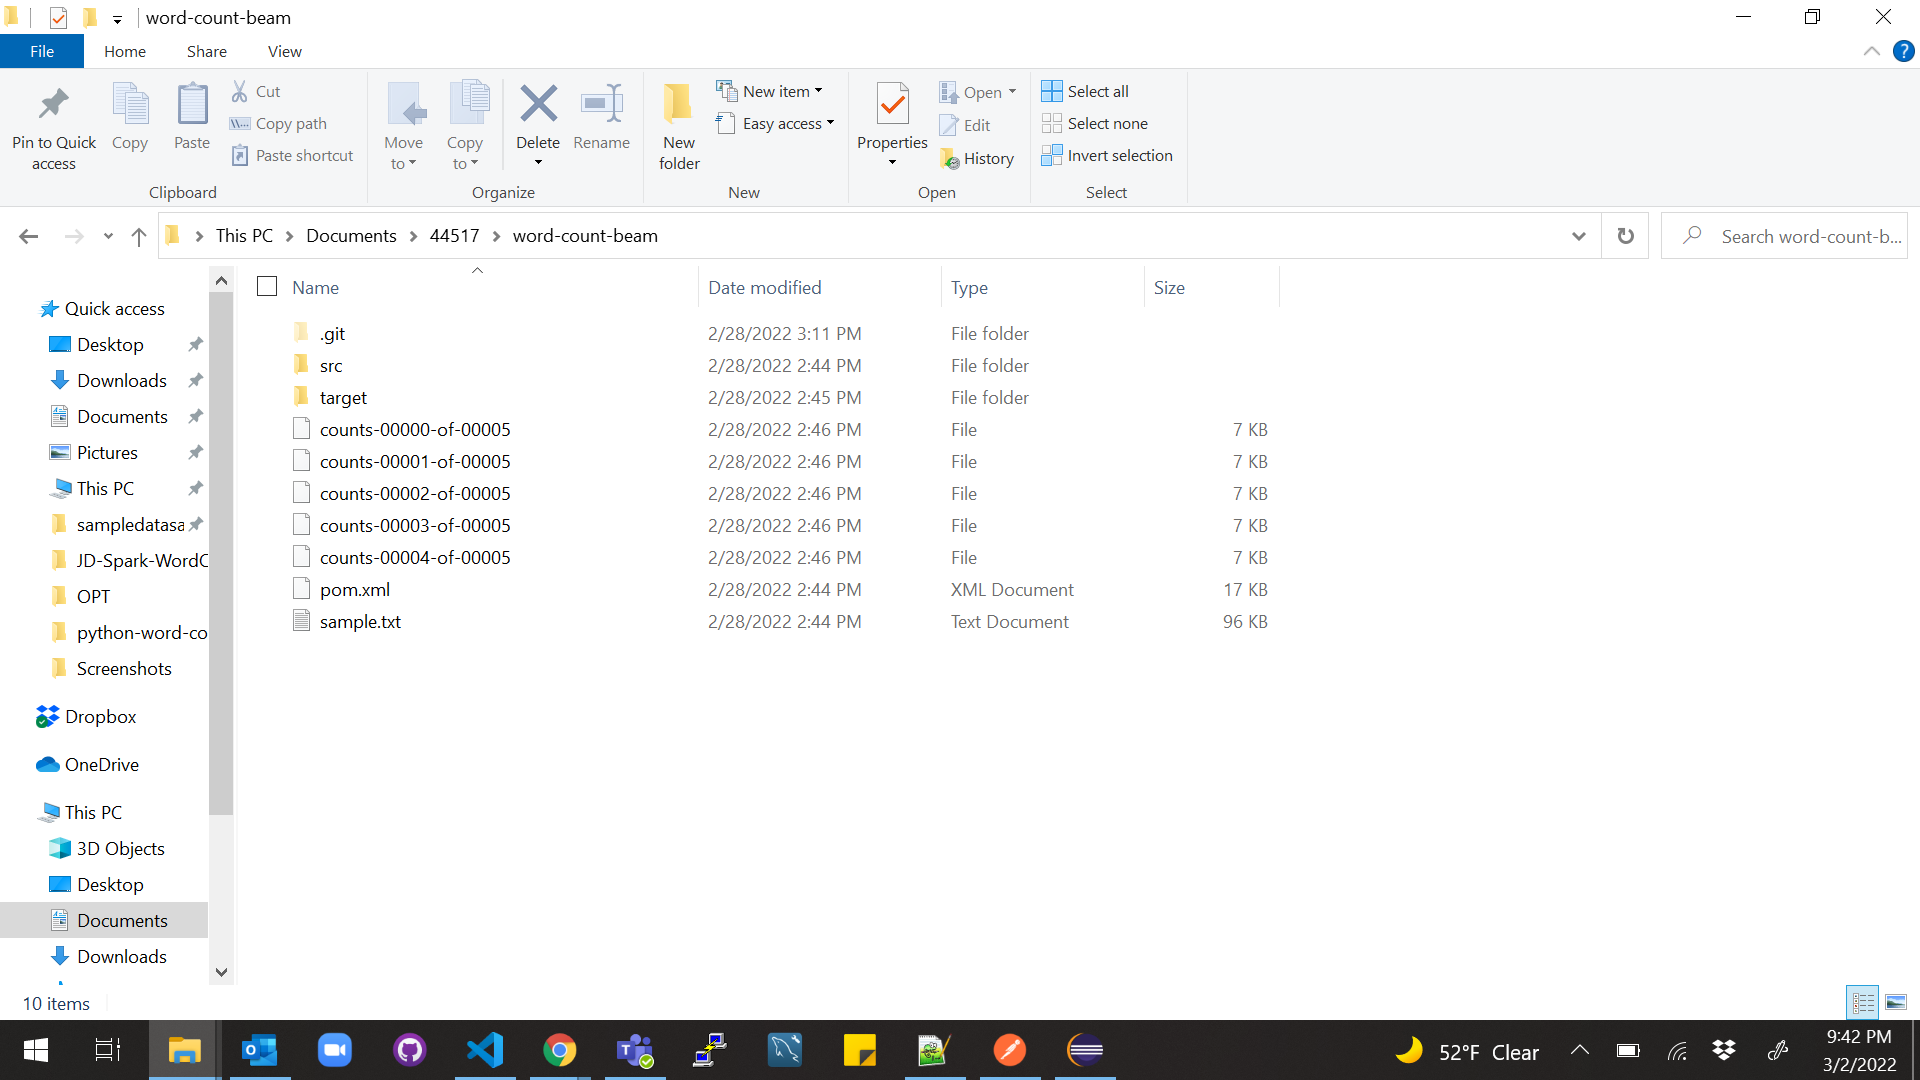 word-count-beam
File Home Share View
Pin to Quick access
Copy
Paste
Cut
Copy path
Paste shortcut
Clipboard
Move to
Copy to
Delete
Rename
Organize
New folder
New item
Easy access
New
Properties
Open
Edit
History
Open
Select all
Select none
Invert selection
Select
This PC Documents 44517 word-count-beam
Search word-count-b...
Name Date modified Type Size
.git 2/28/2022 3:11 PM File folder
src 2/28/2022 2:44 PM File folder
target 2/28/2022 2:45 PM File folder
counts-00000-of-00005 2/28/2022 2:46 PM File 7 KB
counts-00001-of-00005 2/28/2022 2:46 PM File 7 KB
counts-00002-of-00005 2/28/2022 2:46 PM File 7 KB
counts-00003-of-00005 2/28/2022 2:46 PM File 7 KB
counts-00004-of-00005 2/28/2022 2:46 PM File 7 KB
pom.xml 2/28/2022 2:44 PM XML Document 17 KB
sample.txt 2/28/2022 2:44 PM Text Document 96 KB
Quick access
Desktop
Downloads
Documents
Pictures
This PC
sampledatasa
JD-Spark-WordC
OPT
python-word-co
Screenshots
Dropbox
OneDrive
This PC
3D Objects
Desktop
Documents
Downloads
10 items
52°F Clear
9:42 PM
3/2/2022